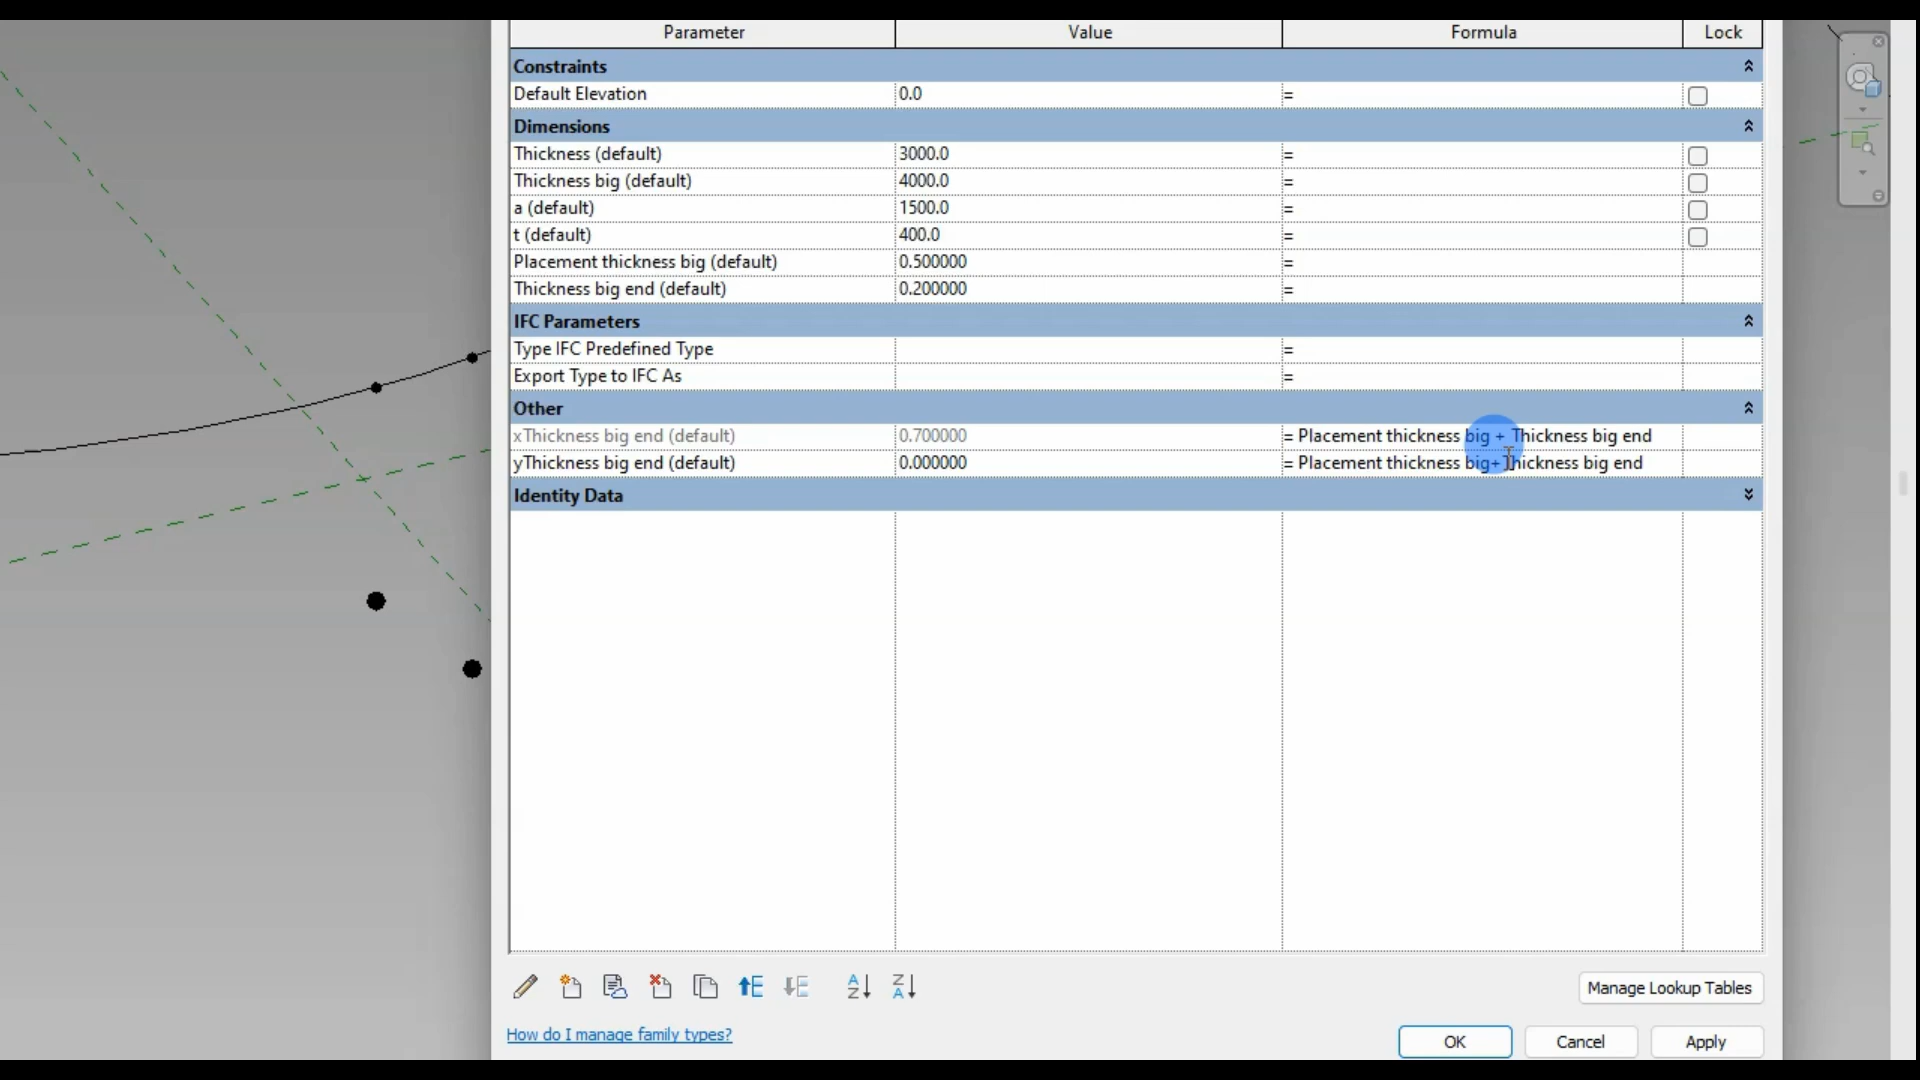 Parameter Value Formula Lock
Constraints
Default Elevation 0.0 =
Dimensions
Thickness (default) 3000.0 =
Thickness big (default) 4000.0 =
a (default) 1500.0 =
t (default) 400.0 =
Placement thickness big (default) 0.500000 =
Thickness big end (default) 0.200000 =
IFC Parameters
Type IFC Predefined Type =
Export Type to IFC As =
Other
xThickness big end (default) 0.700000 = Placement thickness big + Thickness big end
yThickness big end (default) 0.000000 = Placement thickness big+ Thickness big end
Identity Data
Manage Lookup Tables
How do I manage family types?
OK Cancel Apply